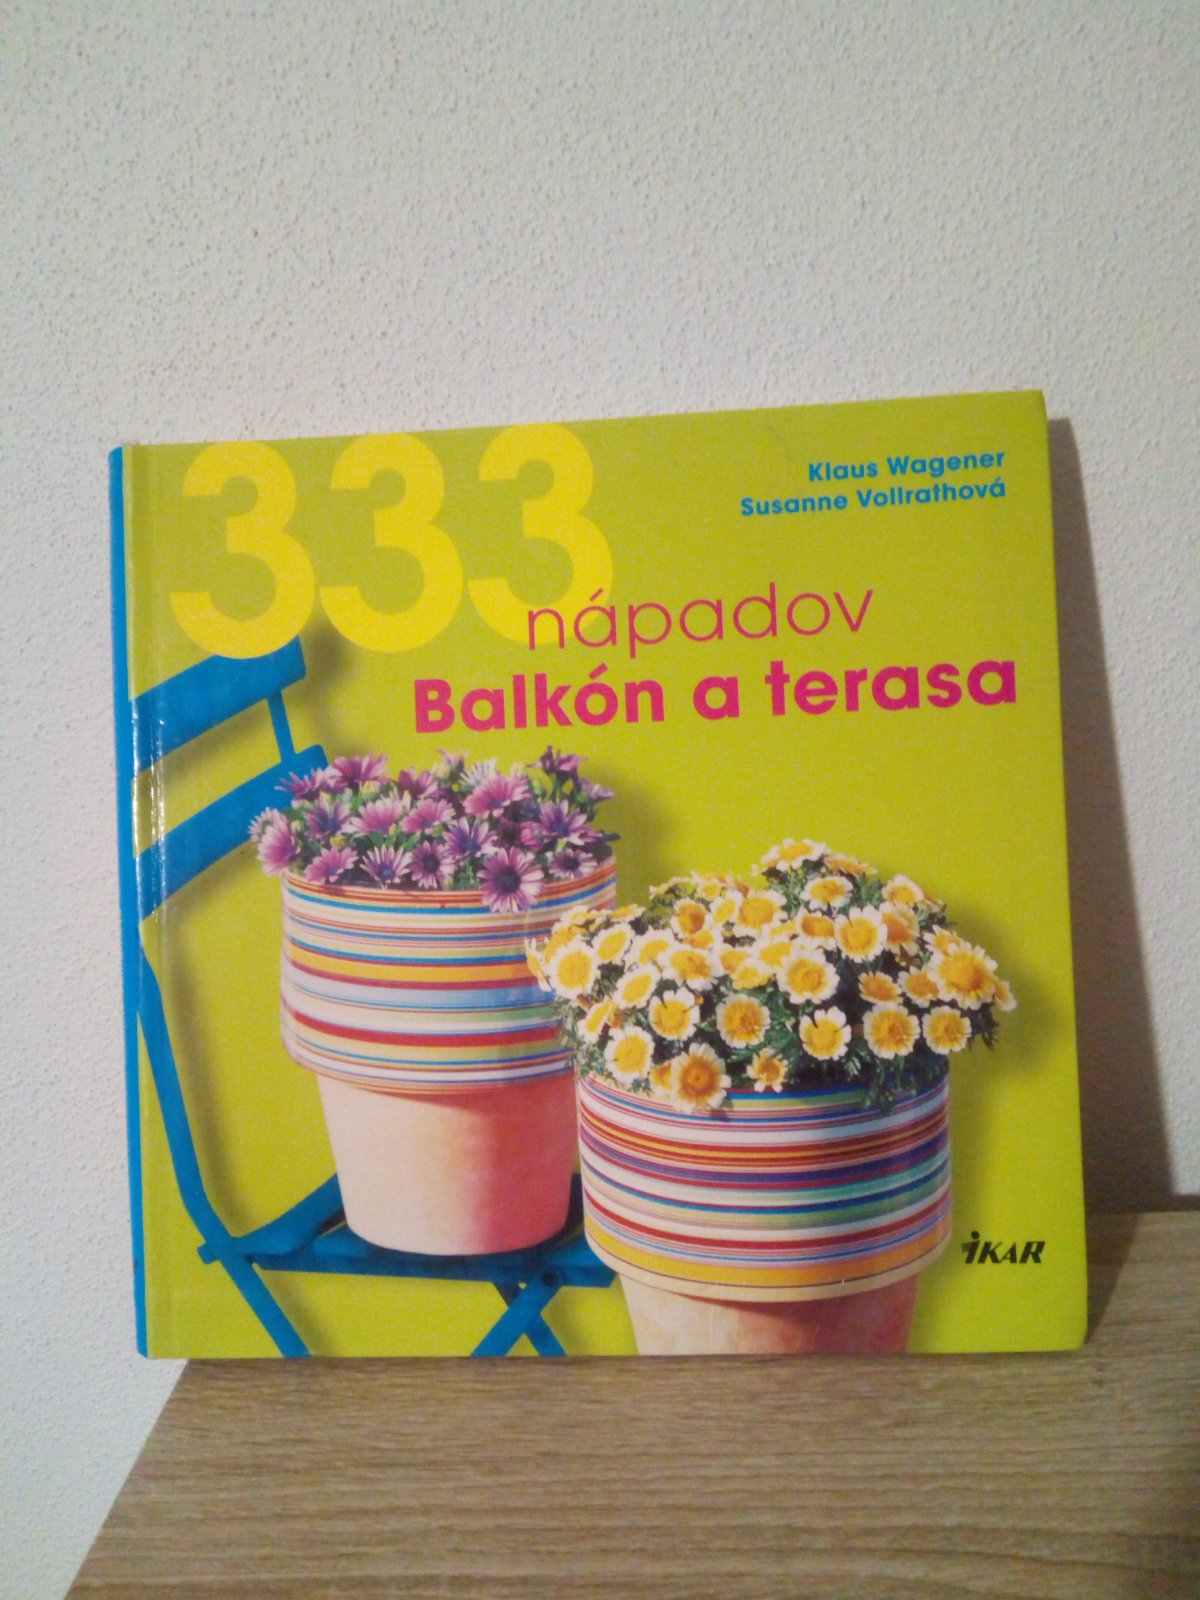 Klaus Wagener
Susanne Vollrathová
333
nápadov
Balkón a terasa
iKAR